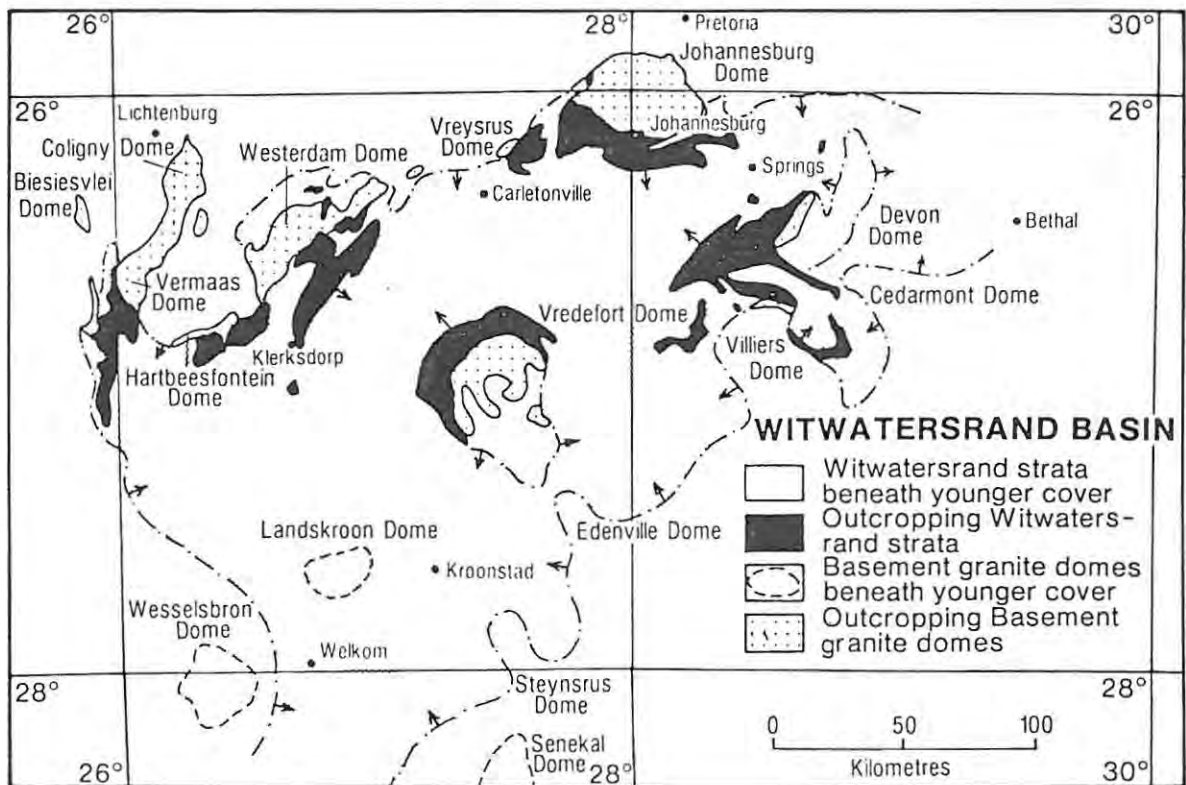 26°
28°
30°
Pretoria
Johannesburg
Dome
26°
26°
Lichtenburg
Coligny
Dome
Biesiesvlei
Dome
Westerdam Dome
Vreysrus
Dome
Johannesburg
Springs
Carletonville
Devon
Dome
Bethal
Vermaas
Dome
Vredefort Dome
Cedarmont Dome
Klerksdorp
Hartbeesfontein
Dome
Villiers
Dome
WITWATERSRAND BASIN
Witwatersrand strata
beneath younger cover
Outcropping Witwaters-
rand strata
Basement granite domes
beneath younger cover
Outcropping Basement
granite domes
Landskroon Dome
Edenville Dome
Kroonstad
Wesselsbron
Dome
Welkom
28°
28°
Steynsrus
Dome
Senekal
Dome
0 50 100
Kilometres
26°
28°
30°